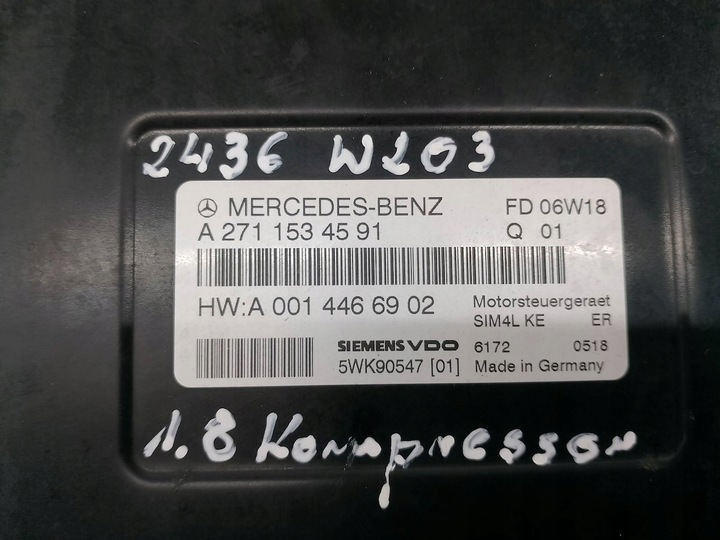 2436 W203
MERCEDES-BENZ FD 06W18
A 271 153 45 91 Q 01
HW:A 001 446 69 02 Motorsteuergeraet
SIM4L KE ER
SIEMENS VDO 6172 0518
5WK90547 [01] Made in Germany
1.8 Kompressor